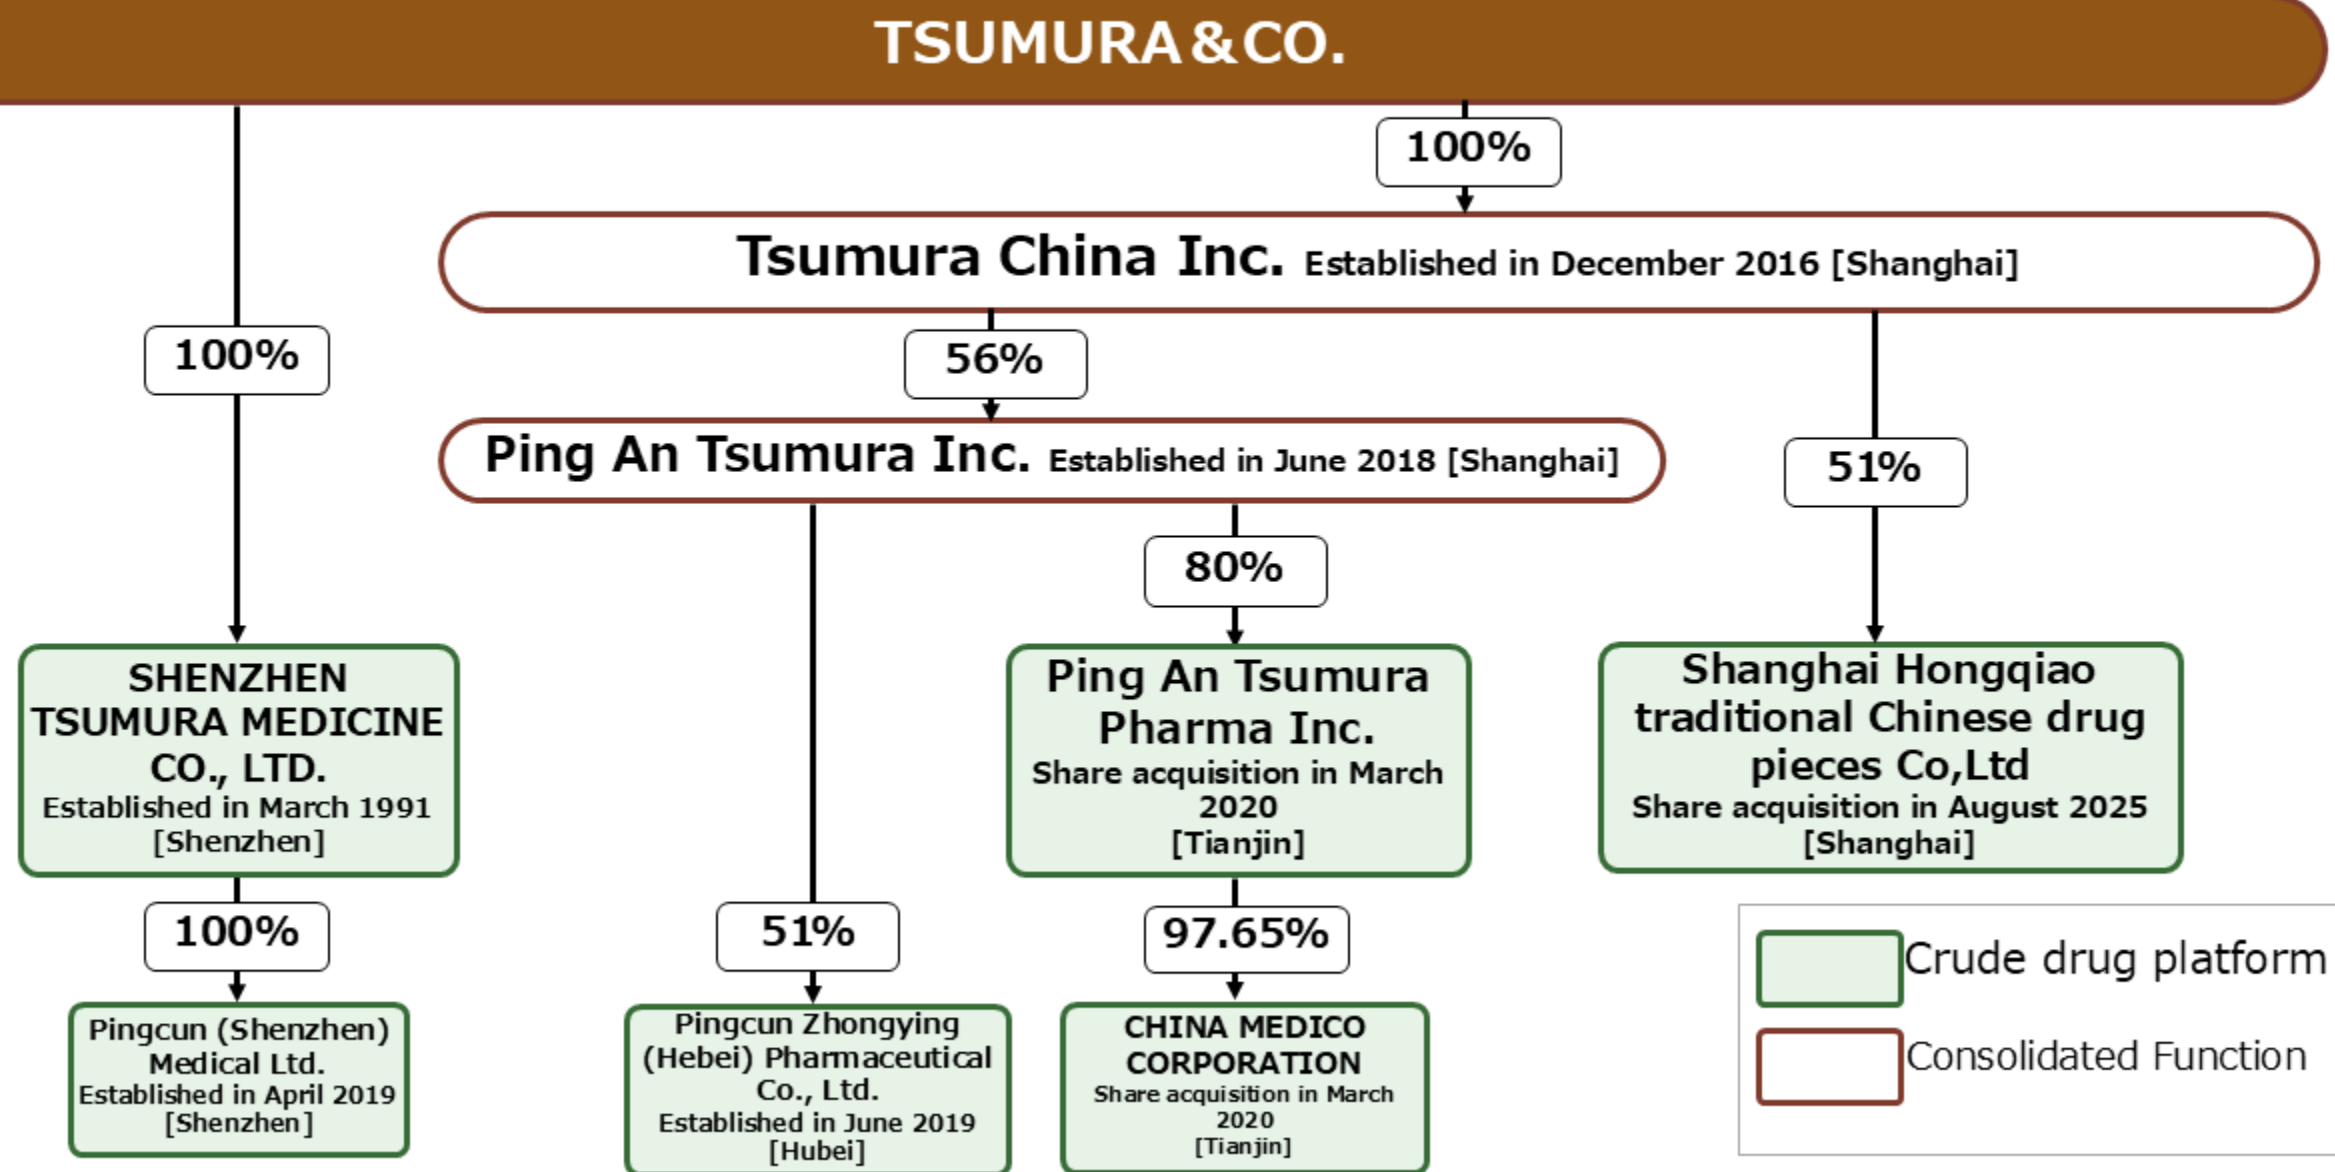 TSUMURA&CO.
100%
Tsumura China Inc. Established in December 2016 [Shanghai]
100%
56%
51%
Ping An Tsumura Inc. Established in June 2018 [Shanghai]
80%
SHENZHEN
TSUMURA MEDICINE
CO., LTD.
Established in March 1991
[Shenzhen]
Ping An Tsumura
Pharma Inc.
Share acquisition in March
2020
[Tianjin]
Shanghai Hongqiao
traditional Chinese drug
pieces Co,Ltd
Share acquisition in August 2025
[Shanghai]
100%
51%
97.65%
Pingcun (Shenzhen)
Medical Ltd.
Established in April 2019
[Shenzhen]
Pingcun Zhongying
(Hebei) Pharmaceutical
Co., Ltd.
Established in June 2019
[Hubei]
CHINA MEDICO
CORPORATION
Share acquisition in March
2020
[Tianjin]
Crude drug platform
Consolidated Function